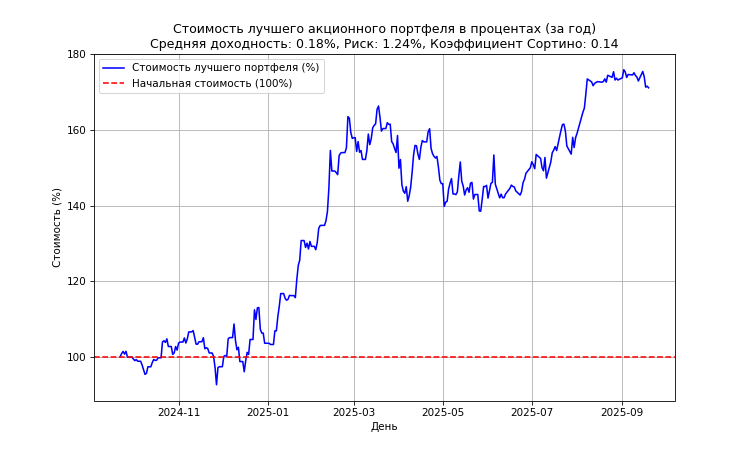 Стоимость лучшего акционного портфеля в процентах (за год)
Средняя доходность: 0.18%, Риск: 1.24%, Коэффициент Сортино: 0.14
Стоимость лучшего портфеля (%)
Начальная стоимость (100%)
Стоимость (%)
180
160
140
120
100
2024-11
2025-01
2025-03
2025-05
2025-07
2025-09
День